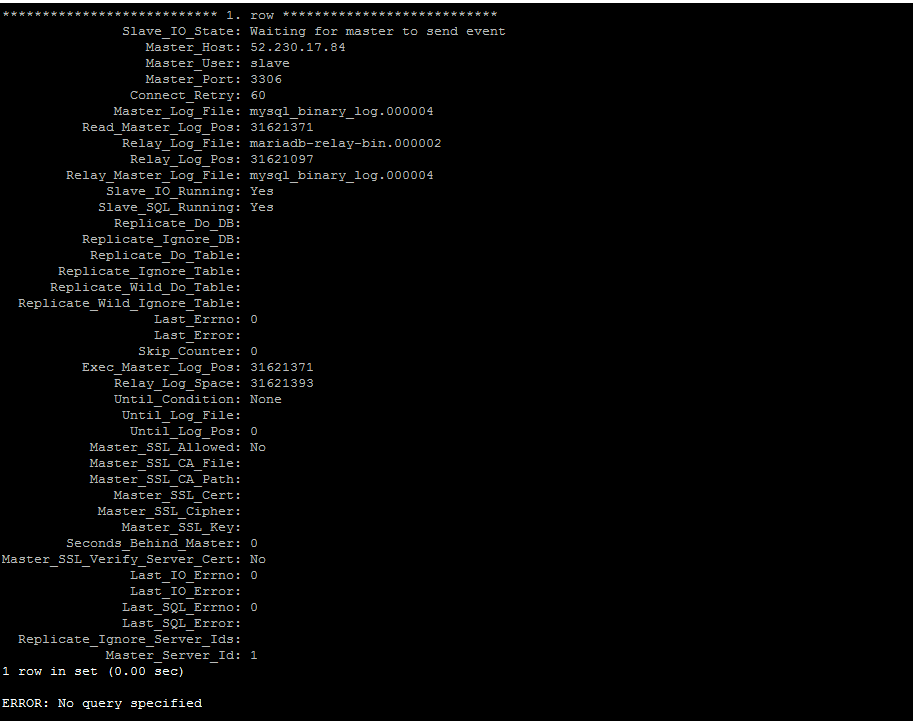 *************************** 1. row ***************************
Slave_IO_State: Waiting for master to send event
Master_Host: 52.230.17.84
Master_User: slave
Master_Port: 3306
Connect_Retry: 60
Master_Log_File: mysql_binary_log.000004
Read_Master_Log_Pos: 31621371
Relay_Log_File: mariadb-relay-bin.000002
Relay_Log_Pos: 31621097
Relay_Master_Log_File: mysql_binary_log.000004
Slave_IO_Running: Yes
Slave_SQL_Running: Yes
Replicate_Do_DB:
Replicate_Ignore_DB:
Replicate_Do_Table:
Replicate_Ignore_Table:
Replicate_Wild_Do_Table:
Replicate_Wild_Ignore_Table:
Last_Errno: 0
Last_Error:
Skip_Counter: 0
Exec_Master_Log_Pos: 31621371
Relay_Log_Space: 31621393
Until_Condition: None
Until_Log_File:
Until_Log_Pos: 0
Master_SSL_Allowed: No
Master_SSL_CA_File:
Master_SSL_CA_Path:
Master_SSL_Cert:
Master_SSL_Cipher:
Master_SSL_Key:
Seconds_Behind_Master: 0
Master_SSL_Verify_Server_Cert: No
Last_IO_Errno: 0
Last_IO_Error:
Last_SQL_Errno: 0
Last_SQL_Error:
Replicate_Ignore_Server_Ids:
Master_Server_Id: 1
1 row in set (0.00 sec)
ERROR: No query specified